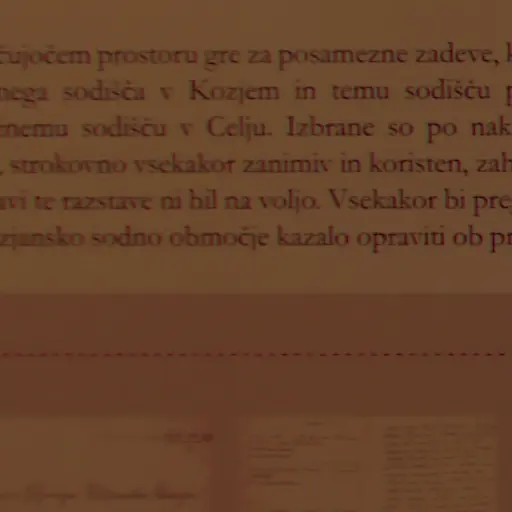 čujočem prostoru gre za posamezne zadeve, k
nega sodišča v Kozjem in temu sodišču p
nemu sodišču v Celju. Izbrane so po nak
, strokovno vsekakor zanimiv in koristen, zah
avi te razstave ni bil na voljo. Vsekakor bi pre
zjansko sodno območje kazalo opraviti ob pr